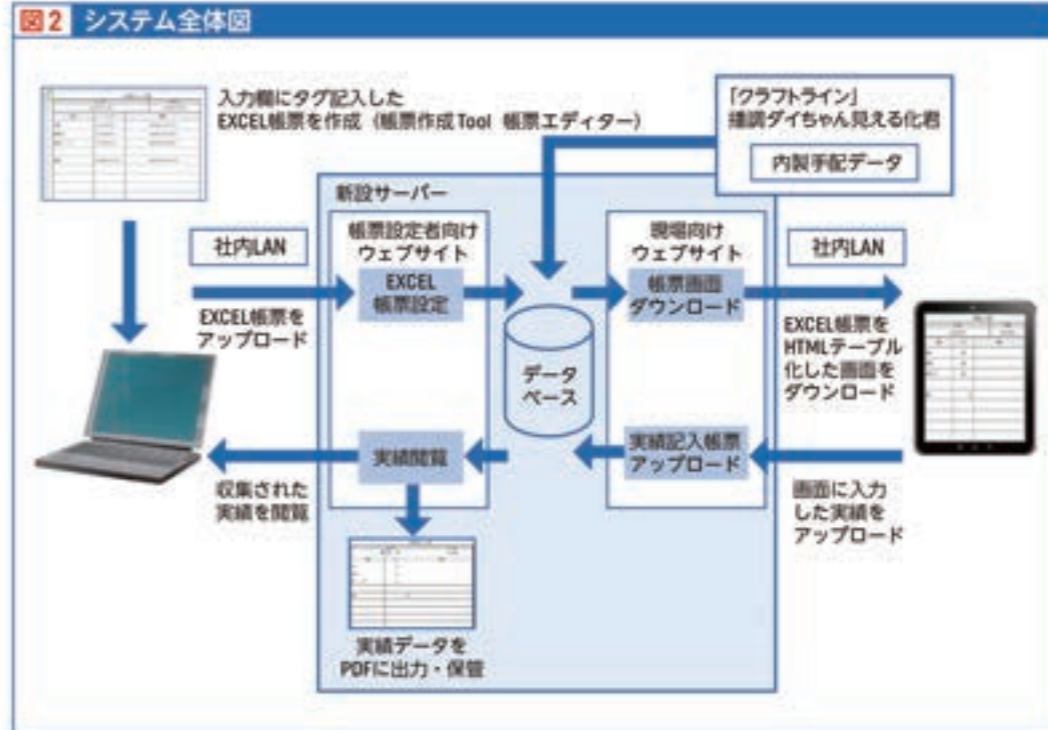 図2 システム全体図
入力欄にタグ記入した
EXCEL帳票を作成（帳票作成Tool 帳票エディター）
「クラフトライン」
ダイちゃん見える化君
内製手配データ
新設サーバー
社内LAN
帳票設定者向け
ウェブサイト
EXCEL
帳票設定
現場向け
ウェブサイト
帳票画面
ダウンロード
社内LAN
EXCEL帳票を
アップロード
データ
ベース
EXCEL帳票を
HTMLテーブル
化した画面を
ダウンロード
実績閲覧
実績記入帳票
アップロード
収集された
実績を閲覧
画面に入力
した実績を
アップロード
実績データを
PDFに出力・保管